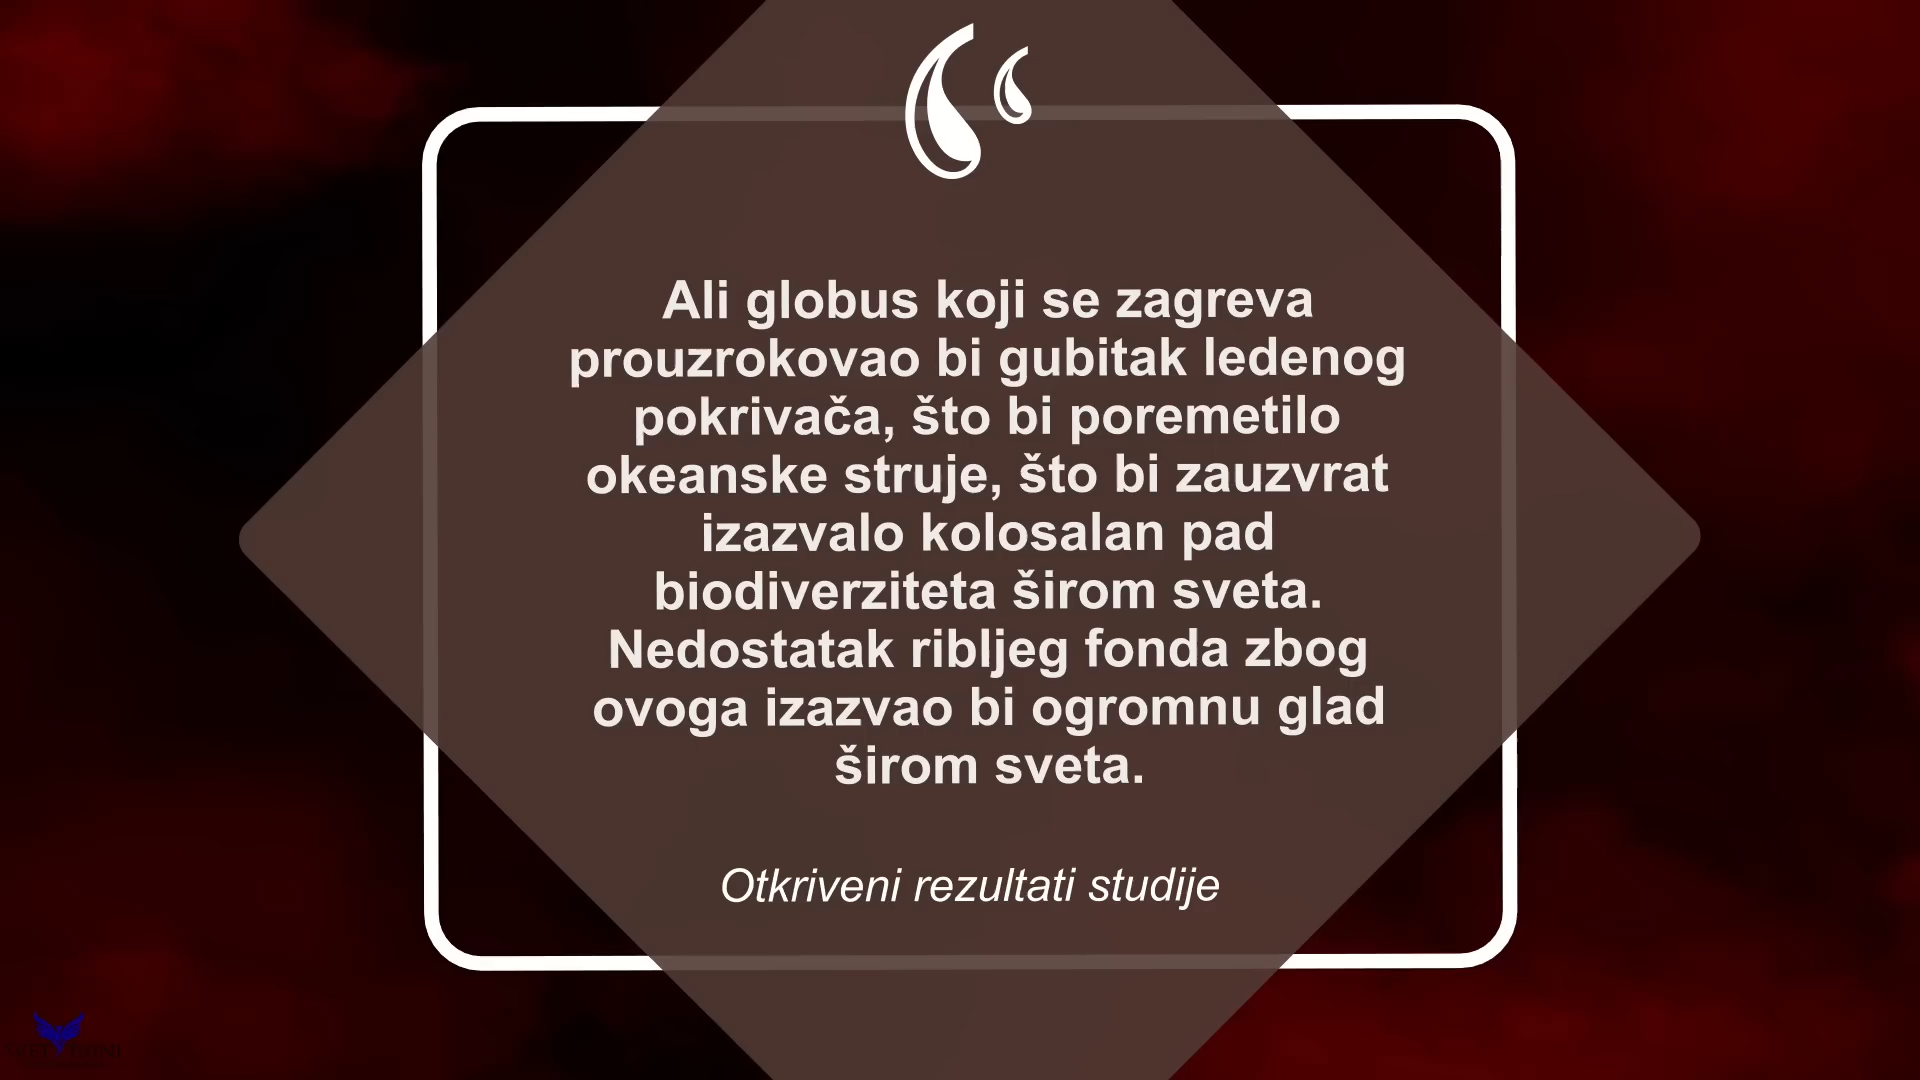 Ali globus koji se zagreva
prouzrokovao bi gubitak ledenog
pokrivača, što bi poremetilo
okeanske struje, što bi zauzvrat
izazvalo kolosalan pad
biodiverziteta širom sveta.
Nedostatak ribljeg fonda zbog
ovoga izazvao bi ogromnu glad
širom sveta.
Otkriveni rezultati studije